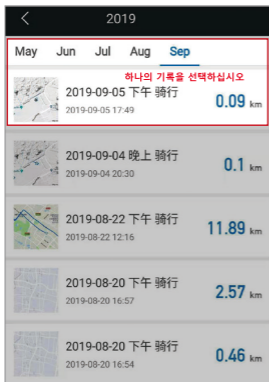 2019
May Jun Jul Aug Sep
하나의 기록을 선택하십시오
2019-09-05 下午 骑行
0.09 km
2019-09-05 17:49
2019-09-04 晚上 骑行
0.1 km
2019-09-04 20:30
2019-08-22 下午 骑行
11.89 km
2019-08-22 12:16
2019-08-20 下午 骑行
2.57 km
2019-08-20 16:57
2019-08-20 下午 骑行
0.46 km
2019-08-20 16:54